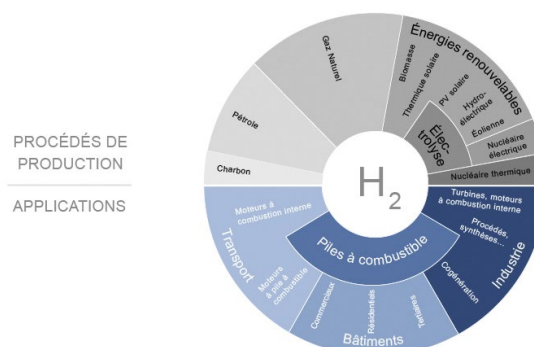 PROCÉDÉS DE
PRODUCTION
APPLICATIONS
Charbon
Pétrole
Gaz Naturel
Énergies renouvelables
Biomasse
Thermique solaire
PV solaire
Hydro-
électrique
Éolienne
Élec-
trolyse
Nucléaire
électrique
Nucléaire thermique
H2
Transport
Moteurs à
combustion interne
Moteurs
à pile à
combustible
Piles à combustible
Bâtiments
Commerciaux
Résidentiels
Tertiaires
Industrie
Turbines, moteurs
à combustion interne
Procédés,
synthèses...
Cogénération